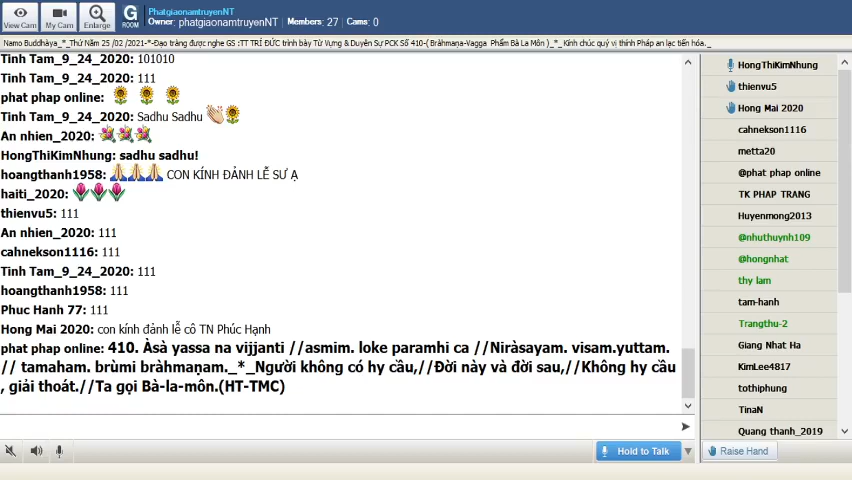 View Cam
My Cam
Enlarge
G
ROOM
PhatgiaonamtruyenNT
Owner: phatgiaonamtruyenNT Members: 27 Cams: 0
Namo Buddhàya_*_Thứ Năm 25 /02 /2021-*-Đạo tràng được nghe GS :TT TRÍ ĐỨC trình bày Từ Vựng & Duyên Sự PCK Số 410-( Bràhmaṇa-Vagga Phẩm Bà La Môn )_*_ Kính chúc quý vị thính Pháp an lạc tiến hóa._
Tinh Tam_9_24_2020: 101010
Tinh Tam_9_24_2020: 111
phat phap online:
Tinh Tam_9_24_2020: Sadhu Sadhu
An nhien_2020:
HongThiKimNhung: sadhu sadhu!
hoangthanh1958: CON KÍNH ĐẢNH LỄ SƯ Ạ
haiti_2020:
thienvu5: 111
An nhien_2020: 111
cahnekson1116: 111
Tinh Tam_9_24_2020: 111
hoangthanh1958: 111
Phuc Hanh 77: 111
Hong Mai 2020: con kính đảnh lễ cô TN Phúc Hạnh
phat phap online: 410. Àsà yassa na vijjanti //asmim. loke paramhi ca //Niràsayam. visam.yuttam.
// tamaham. brùmi bràhmaṇam._*_Người không có hy cầu,//Đời này và đời sau,//Không hy cầu
, giải thoát.//Ta gọi Bà-la-môn.(HT-TMC)
HongThiKimNhung
thienvu5
Hong Mai 2020
cahnekson1116
metta20
@phat phap online
TK PHAP TRANG
Huyenmong2013
@nhuthuynh109
@hongnhat
thy lam
tam-hanh
Trangthu-2
Giang Nhat Ha
KimLee4817
tothiphung
TinaN
Quang thanh_2019
Hold to Talk
Raise Hand